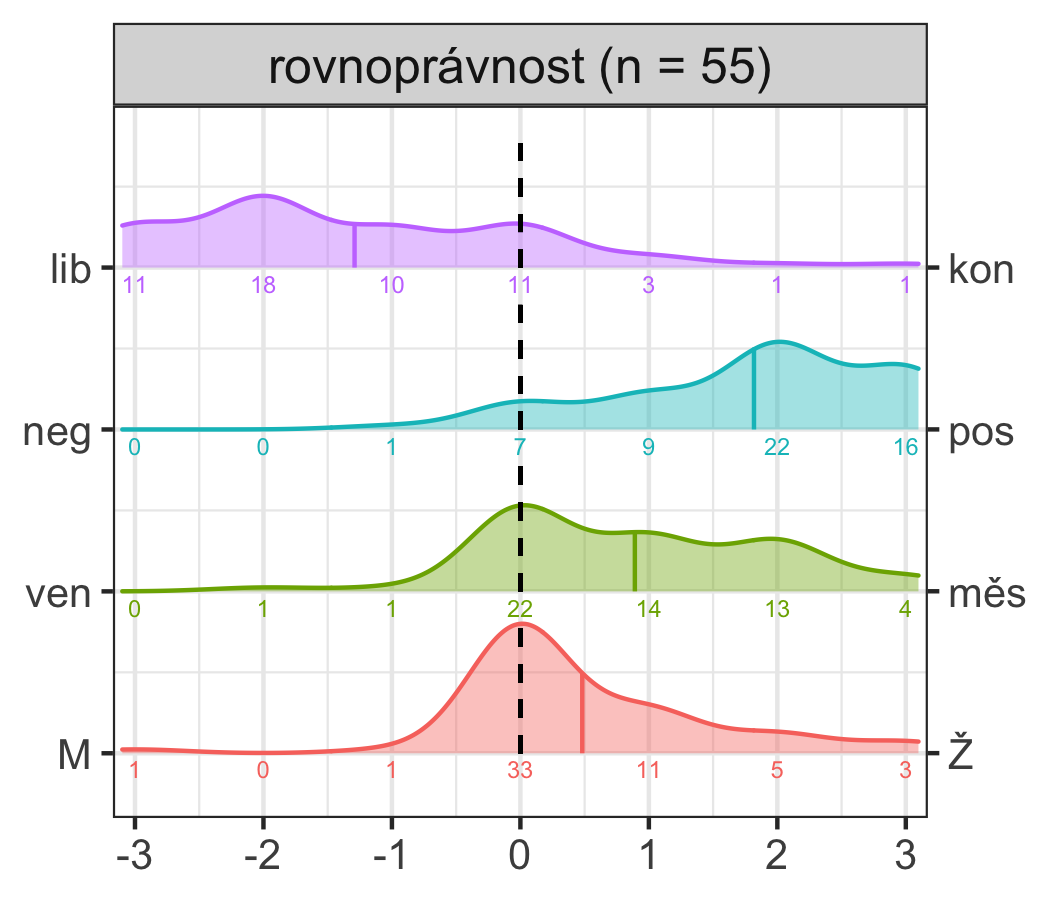 rovnoprávnost (n = 55)
lib kon
11 18 10 11 3 1 1
neg pos
0 0 1 7 9 22 16
ven měs
0 1 1 22 14 13 4
M Ž
1 0 1 33 11 5 3
-3 -2 -1 0 1 2 3